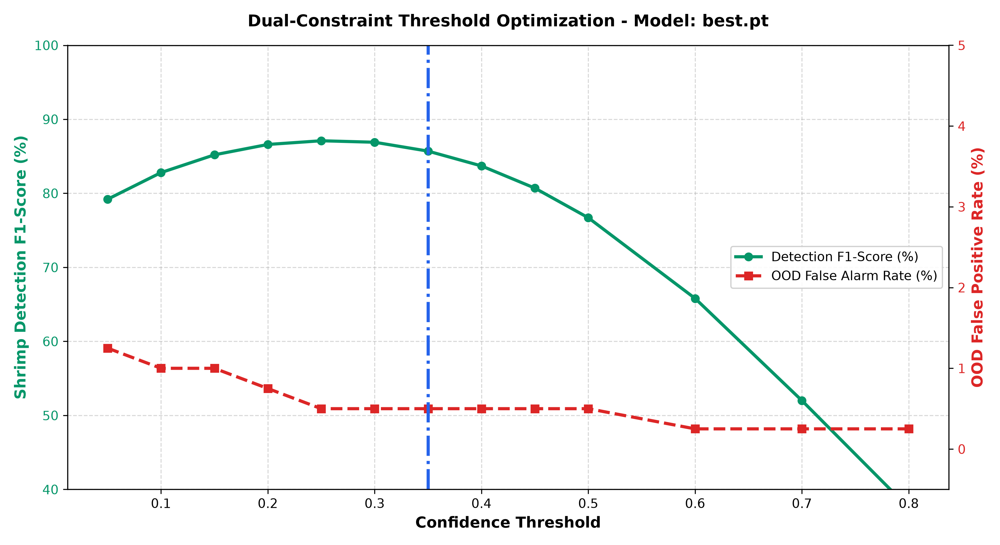 Dual-Constraint Threshold Optimization - Model: best.pt
Shrimp Detection F1-Score (%)
100
90
80
70
60
50
40
5
4
3
2
1
0
OOD False Positive Rate (%)
Detection F1-Score (%)
OOD False Alarm Rate (%)
0.1 0.2 0.3 0.4 0.5 0.6 0.7 0.8
Confidence Threshold